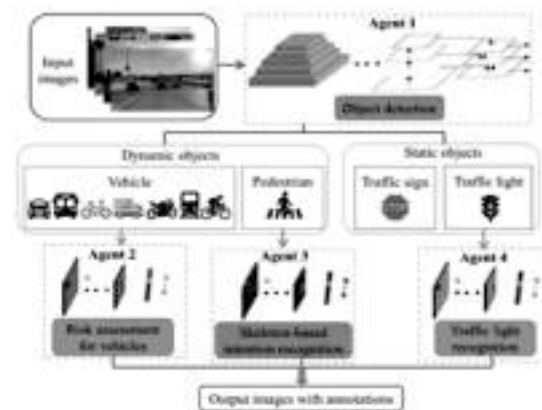 Agent 1
Input
images
Object detection
Dynamic objects
Static objects
Vehicle
Pedestrian
Traffic sign
Traffic light
Agent 2
Agent 3
Agent 4
Risk assessment
for vehicles
Skeleton-based
intention recognition
Traffic light
recognition
Output images with annotations